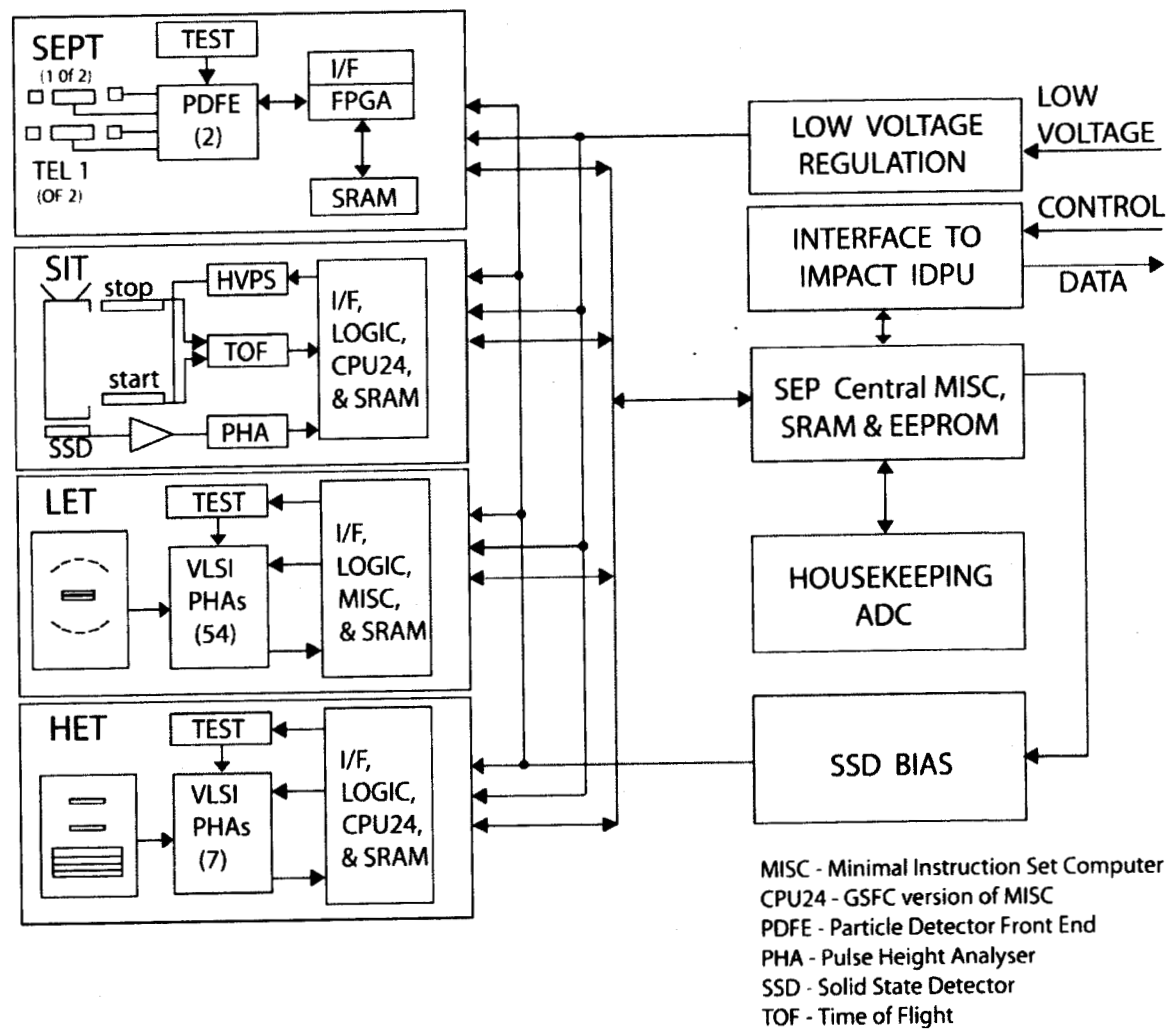 SEPT
(1 Of 2)
TEST
PDFE
(2)
I/F
FPGA
SRAM
TEL 1
(OF 2)
SIT
stop
start
SSD
HVPS
TOF
PHA
I/F,
LOGIC,
CPU24,
& SRAM
LET
TEST
VLSI
PHAs
(54)
I/F,
LOGIC,
MISC,
& SRAM
HET
TEST
VLSI
PHAs
(7)
I/F,
LOGIC,
CPU24,
& SRAM
LOW VOLTAGE
REGULATION
LOW
VOLTAGE
INTERFACE TO
IMPACT IDPU
CONTROL
DATA
SEP Central MISC,
SRAM & EEPROM
HOUSEKEEPING
ADC
SSD BIAS
MISC - Minimal Instruction Set Computer
CPU24 - GSFC version of MISC
PDFE - Particle Detector Front End
PHA - Pulse Height Analyser
SSD - Solid State Detector
TOF - Time of Flight